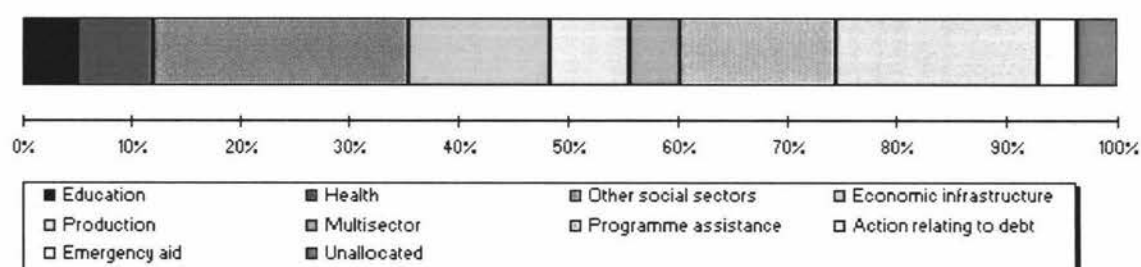 0% 10% 20% 30% 40% 50% 60% 70% 80% 90% 100%
Education Health Other social sectors Economic infrastructure
Production Multisector Programme assistance Action relating to debt
Emergency aid Unallocated